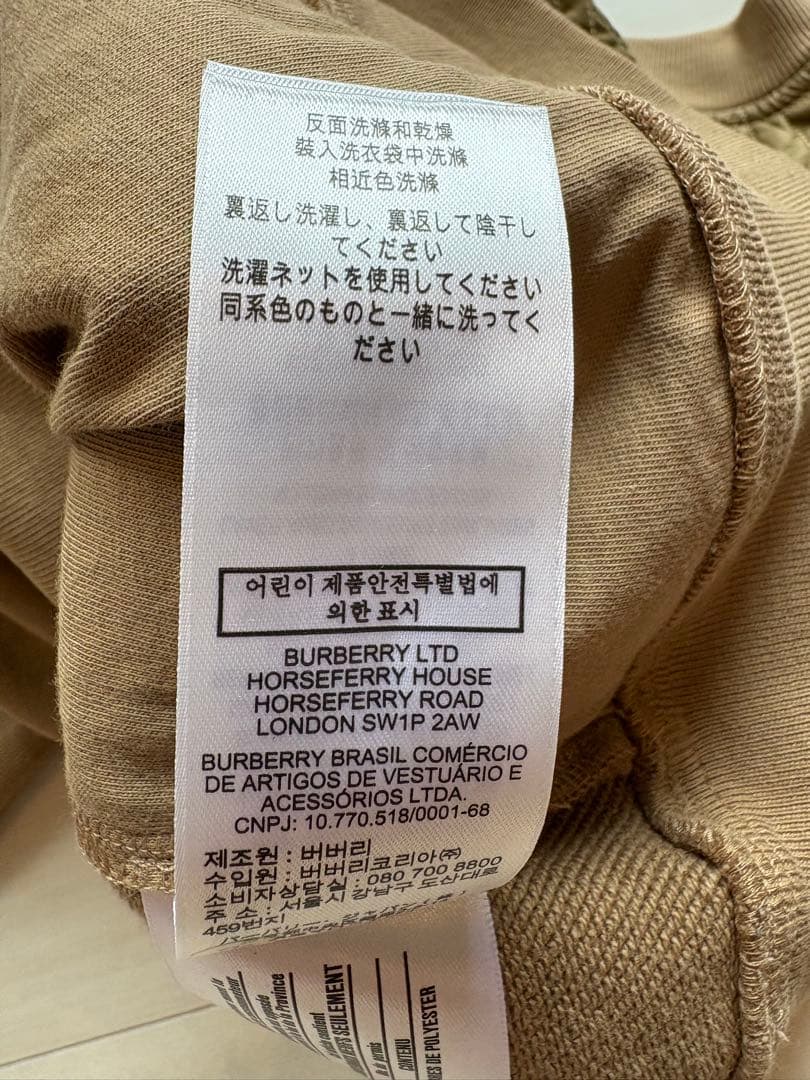 反面洗滌和乾燥
裝入洗衣袋中洗滌
相近色洗滌
裏返し洗濯し、裏返して陰干し
てください
洗濯ネットを使用してください
同系色のものと一緒に洗ってく
ださい
어린이 제품안전특별법에
의한 표시
BURBERRY LTD
HORSEFERRY HOUSE
HORSEFERRY ROAD
LONDON SW1P 2AW
BURBERRY BRASIL COMÉRCIO
DE ARTIGOS DE VESTUÁRIO E
ACESSÓRIOS LTDA.
CNPJ: 10.770.518/0001-68
제조원 : 버버리
수입원 : 버버리코리아㈜
소비자상담실 : 080 700 8800
주 소 : 서울시 강남구 도산대로
459번지
de la Province
SEULEMENT
CONTENU
DE POLYESTER